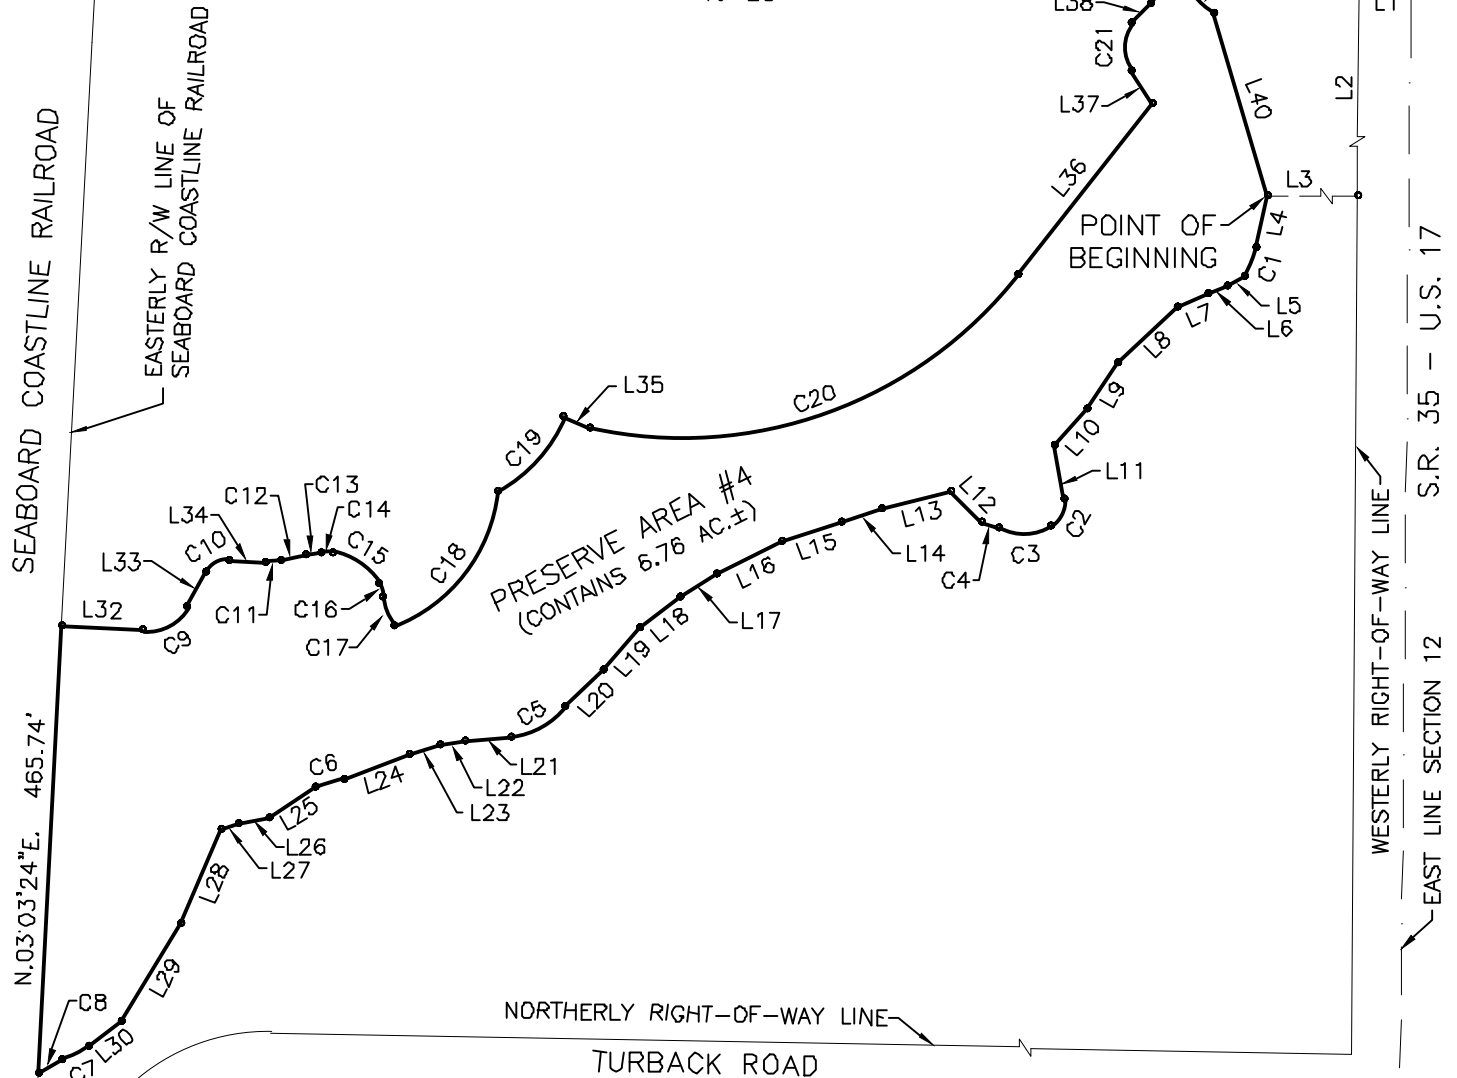 L38
L1
C21
L2
L37
L40
L36
L3
POINT OF
BEGINNING
L4
C1
L5
L6
L7
L8
L9
L10
L11
C2
C3
C4
L12
L13
L14
L15
L16
L17
L18
L19
L20
C5
L21
L22
L23
L24
C6
L25
L26
L27
L28
L29
L30
C7
C8
N.03°03'24"E. 465.74'
L32
C9
L33
C10
L34
C11
C12
C13
C14
C15
C16
C17
C18
C19
L35
C20
PRESERVE AREA #4
(CONTAINS 6.76 AC.±)
SEABOARD COASTLINE RAILROAD
EASTERLY R/W LINE OF
SEABOARD COASTLINE RAILROAD
WESTERLY RIGHT-OF-WAY LINE
S.R. 35 - U.S. 17
EAST LINE SECTION 12
NORTHERLY RIGHT-OF-WAY LINE
TURBACK ROAD